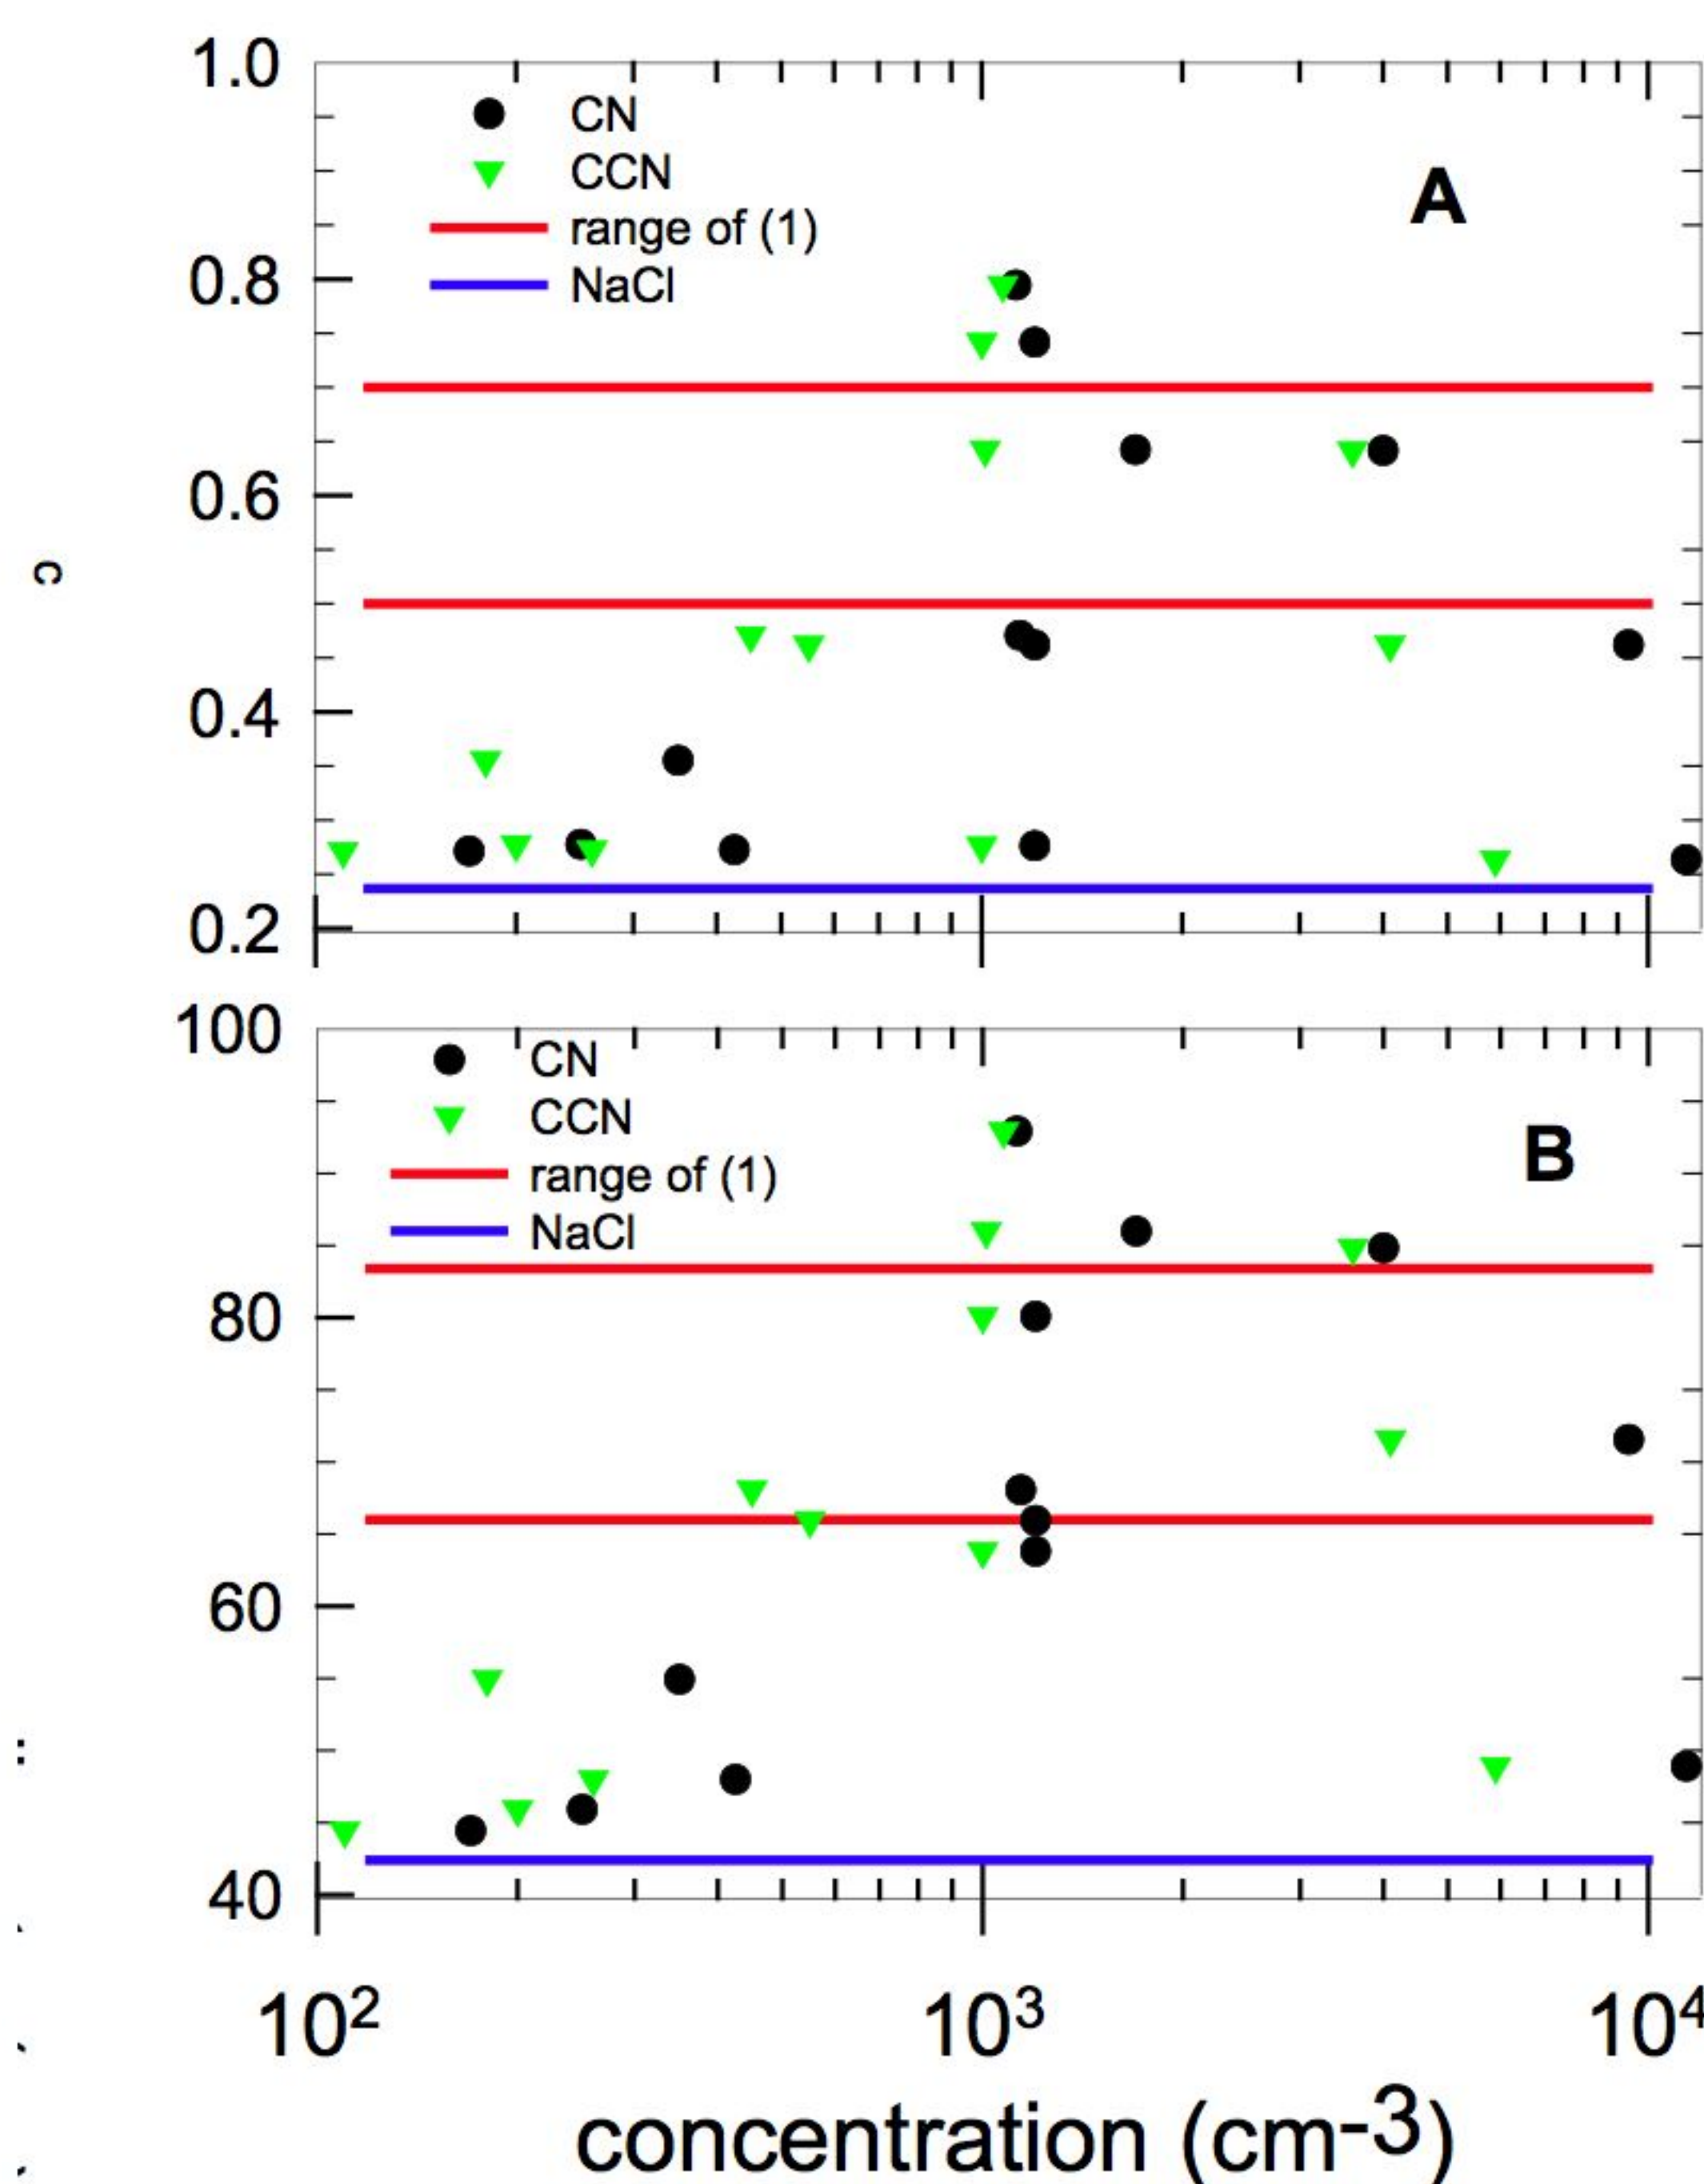 1.0
CN
CCN
A
range of (1)
0.8
NaCl
0.6
c
0.4
0.2
100
CN
CCN
B
range of (1)
NaCl
80
60
40
10² 10³ 10⁴
concentration (cm-3)